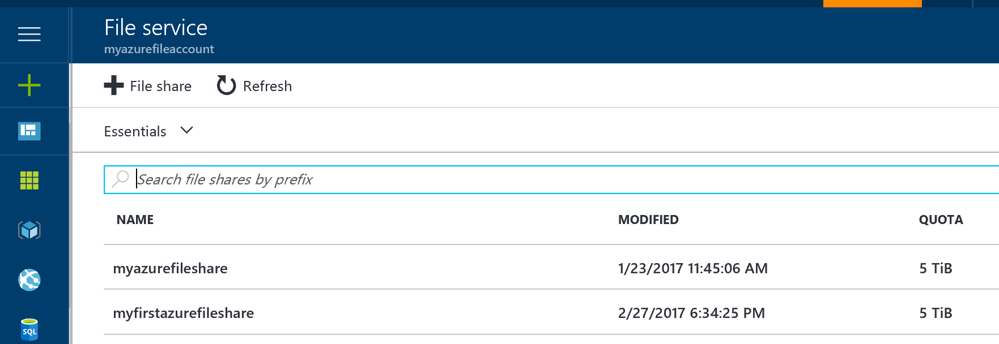 File service
myazurefileaccount
File share Refresh
Essentials
Search file shares by prefix
NAME MODIFIED QUOTA
myazurefileshare 1/23/2017 11:45:06 AM 5 TiB
myfirstazurefileshare 2/27/2017 6:34:25 PM 5 TiB
SQL